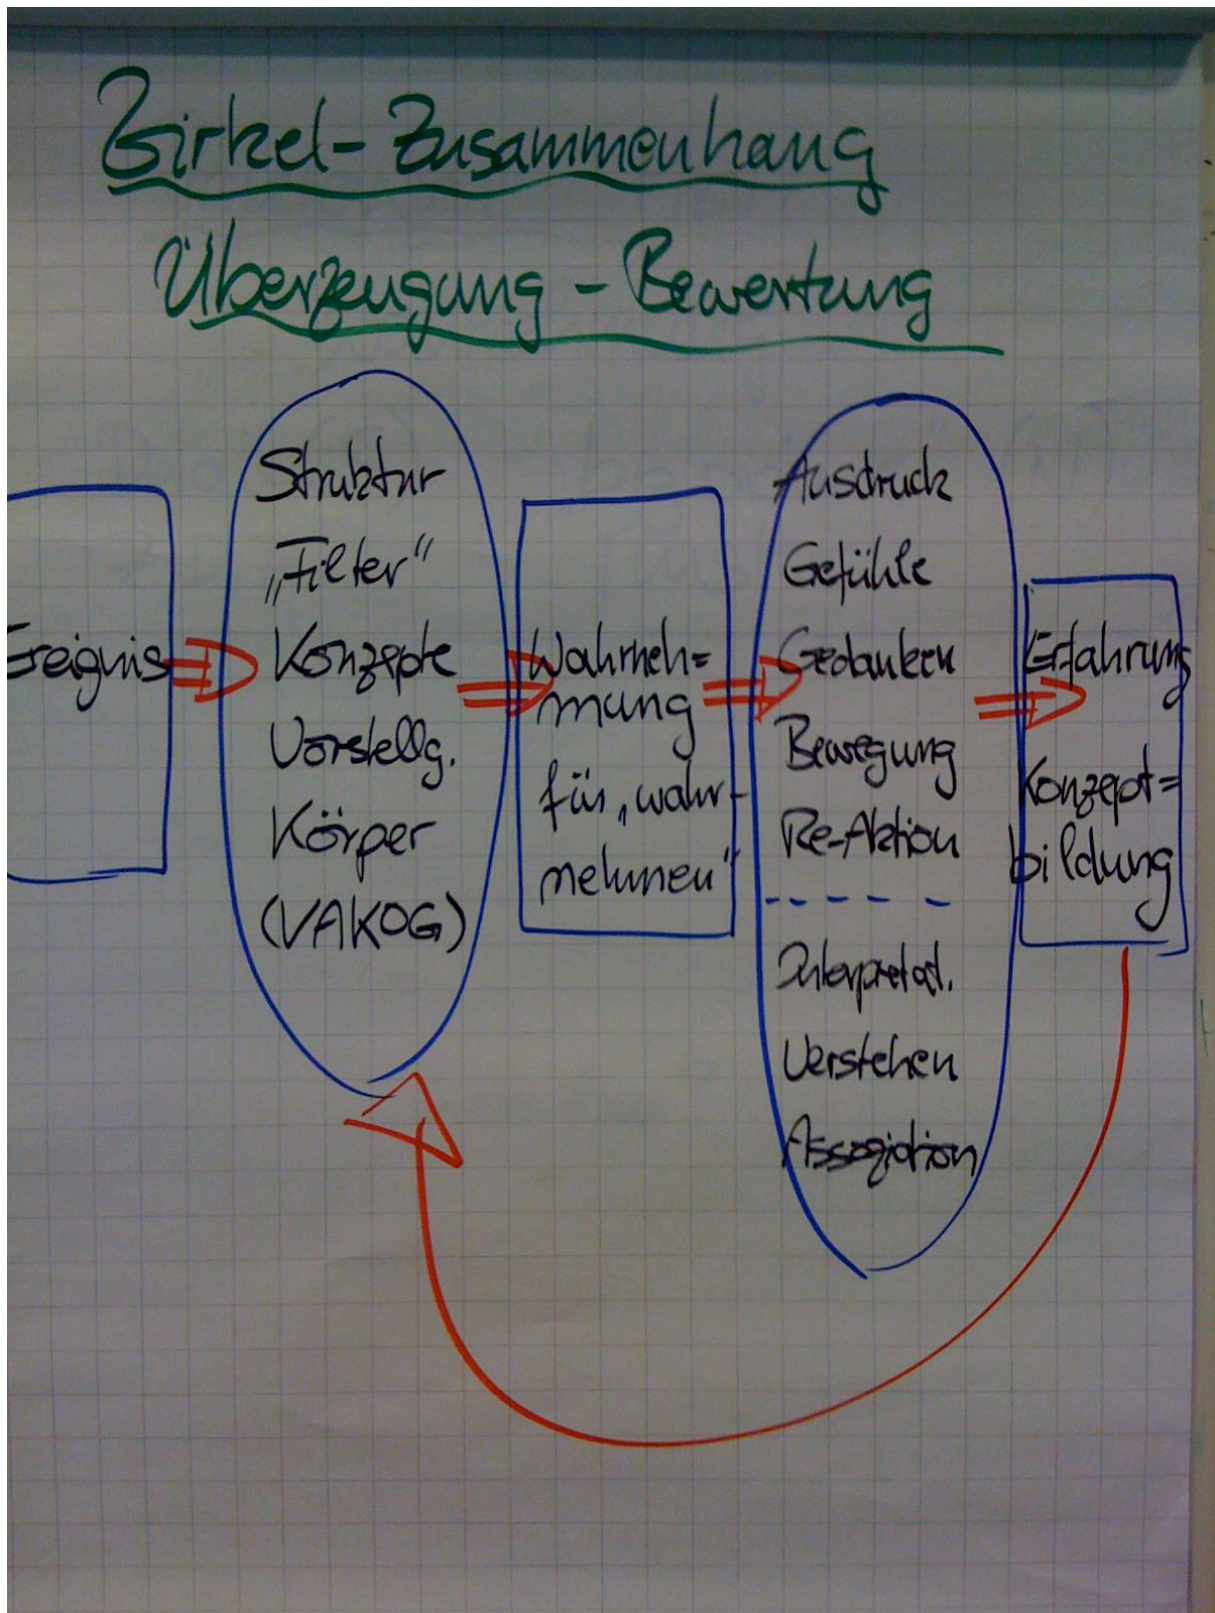 Zirkel-Zusammenhang
Überzeugung - Bewertung
Ereignis
Struktur
„Filter“
Konzepte
Vorstellg.
Körper
(VAKOG)
Wahrneh=
mung
für „wahr-
nehmen“
Ausdruck
Gefühle
Gedanken
Bewegung
Re-Aktion
Interpretat.
Verstehen
Assoziation
Erfahrung
Konzept=
bildung